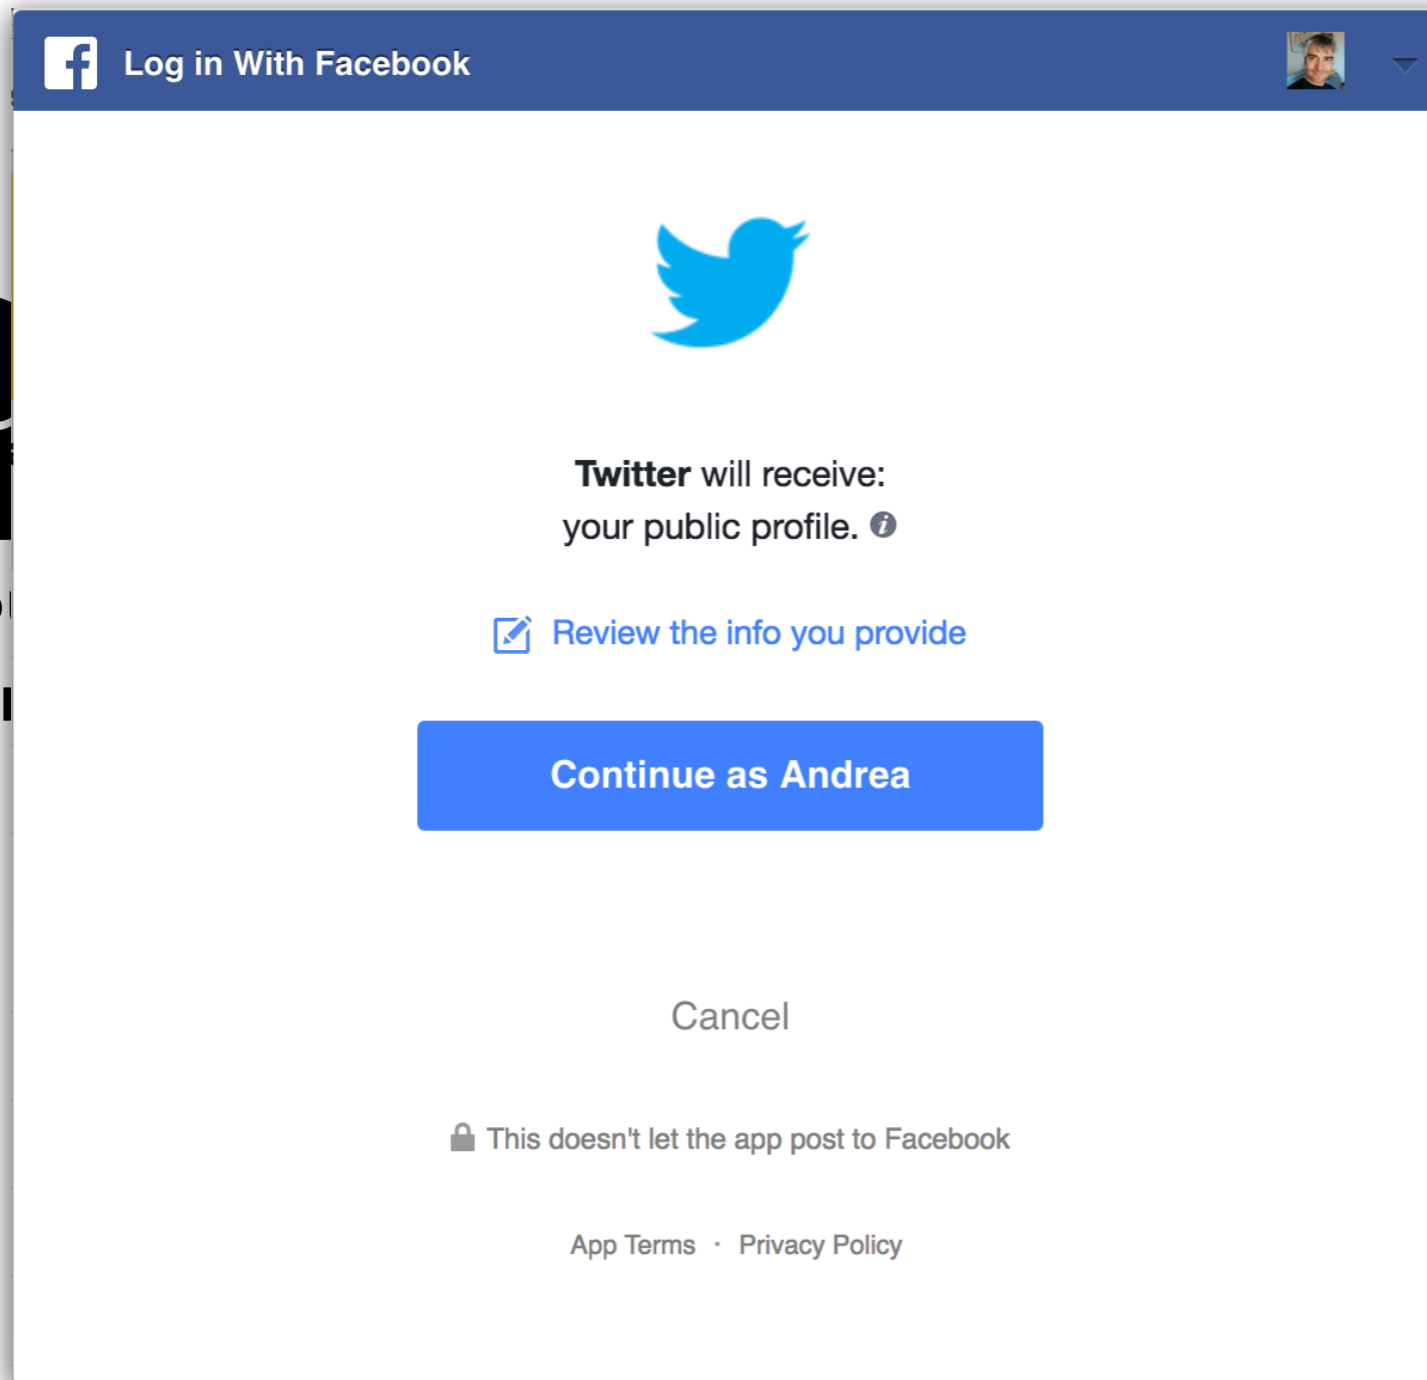 Log in With Facebook
Twitter will receive:
your public profile.
Review the info you provide
Continue as Andrea
Cancel
This doesn't let the app post to Facebook
App Terms · Privacy Policy